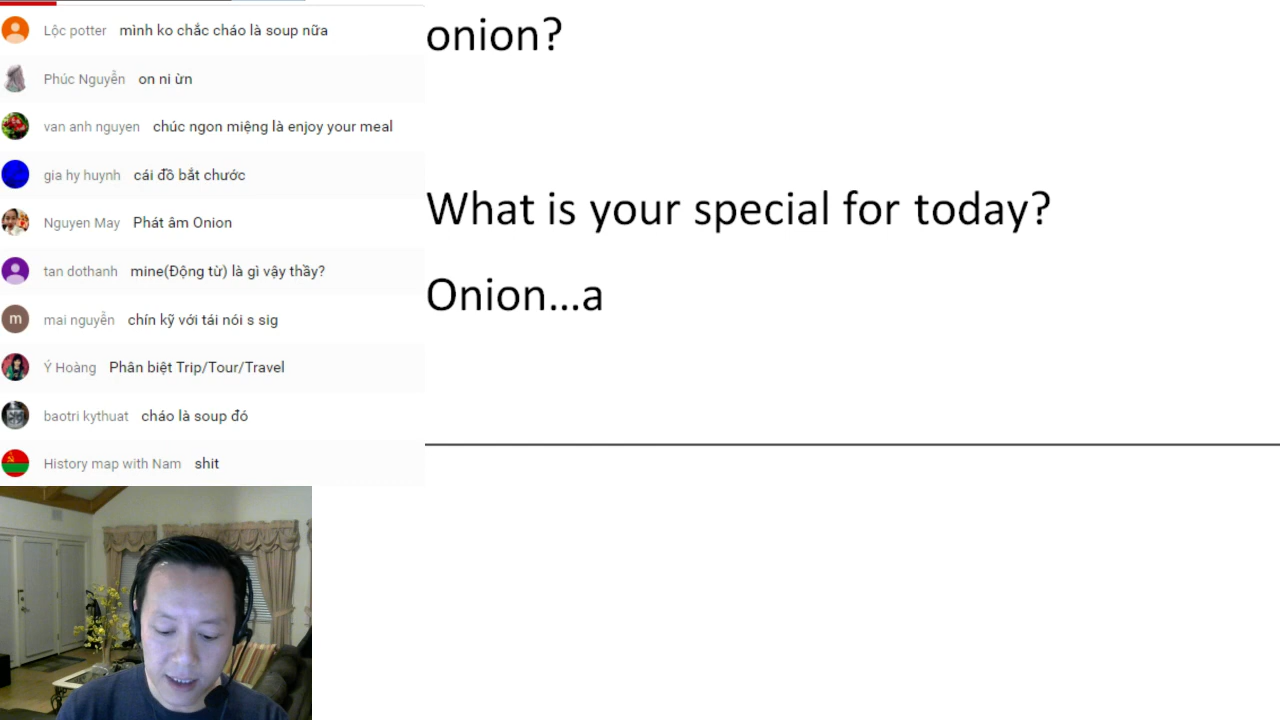 Lộc potter mình ko chắc cháo là soup nữa
Phúc Nguyễn on ni ừn
van anh nguyen chúc ngon miệng là enjoy your meal
gia hy huynh cái đồ bắt chước
Nguyen May Phát âm Onion
tan dothanh mine(Động từ) là gì vậy thầy?
m mai nguyễn chín kỹ với tái nói s sig
Ý Hoàng Phân biệt Trip/Tour/Travel
baotri kythuat cháo là soup đó
History map with Nam shit
onion?
What is your special for today?
Onion...a